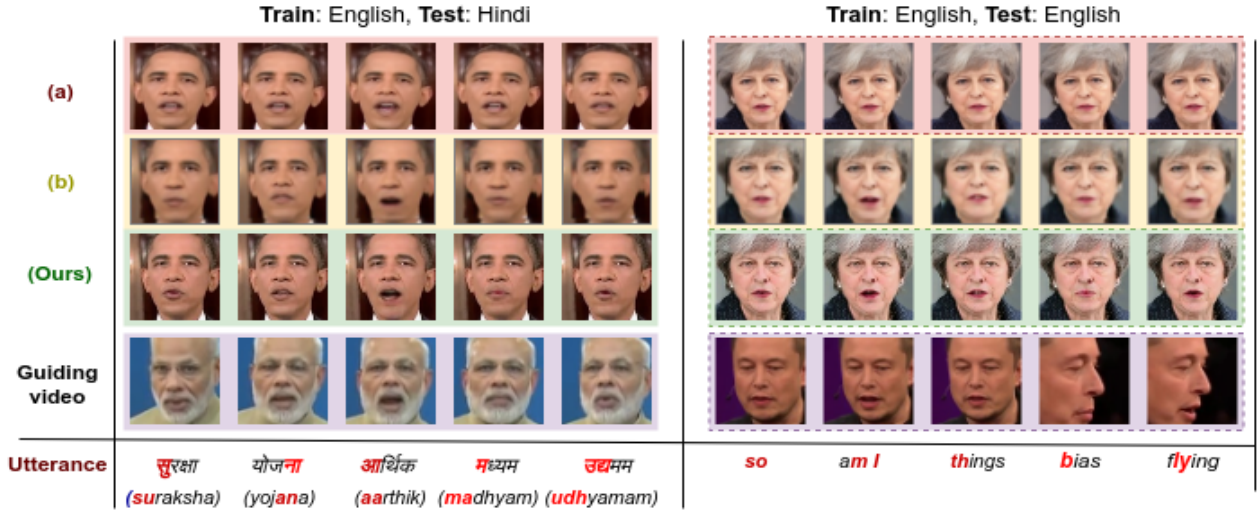 Train: English, Test: Hindi
Train: English, Test: English
(a)
(b)
(Ours)
Guiding
video
Utterance
सुरक्षा योजना आर्थिक मध्यम उद्यमम
so am I things bias flying
(suraksha) (yojana) (aarthik) (madhyam) (udhyamam)